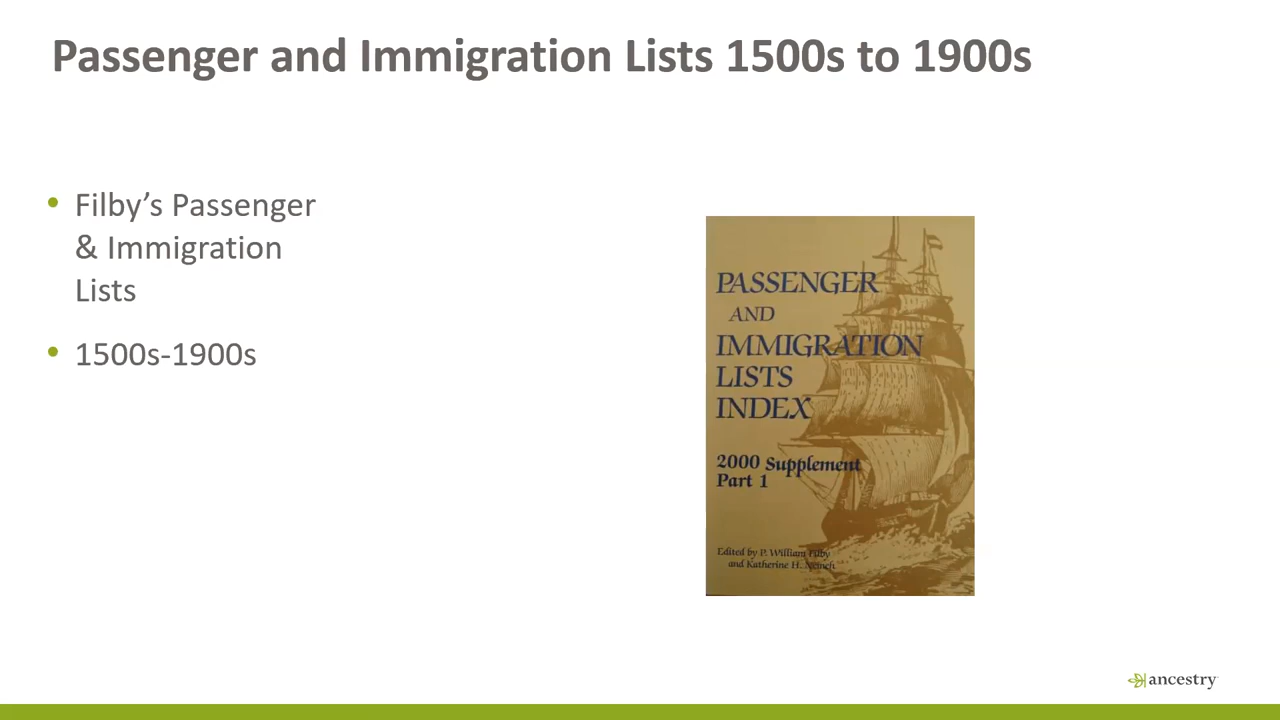 Passenger and Immigration Lists 1500s to 1900s
• Filby’s Passenger
& Immigration
Lists
• 1500s-1900s
PASSENGER
AND
IMMIGRATION
LISTS
INDEX
2000 Supplement
Part 1
Edited by P. William Filby
and Katherine H.
ancestry